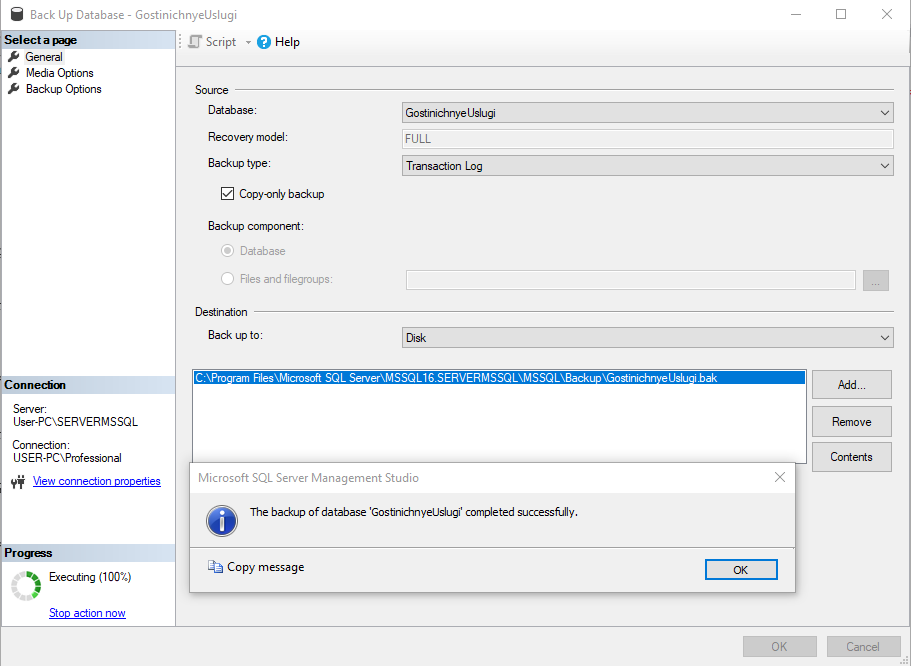 Back Up Database - GostinichnyeUslugi
Select a page
General
Media Options
Backup Options
Script
Help
Source
Database:
GostinichnyeUslugi
Recovery model:
FULL
Backup type:
Transaction Log
Copy-only backup
Backup component:
Database
Files and filegroups:
...
Destination
Back up to:
Disk
C:\Program Files\Microsoft SQL Server\MSSQL16.SERVERMSSQL\MSSQL\Backup\GostinichnyeUslugi.bak
Add...
Remove
Contents
Connection
Server:
User-PC\SERVERMSSQL
Connection:
USER-PC\Professional
View connection properties
Progress
Executing (100%)
Stop action now
Microsoft SQL Server Management Studio
The backup of database 'GostinichnyeUslugi' completed successfully.
Copy message
OK
OK
Cancel